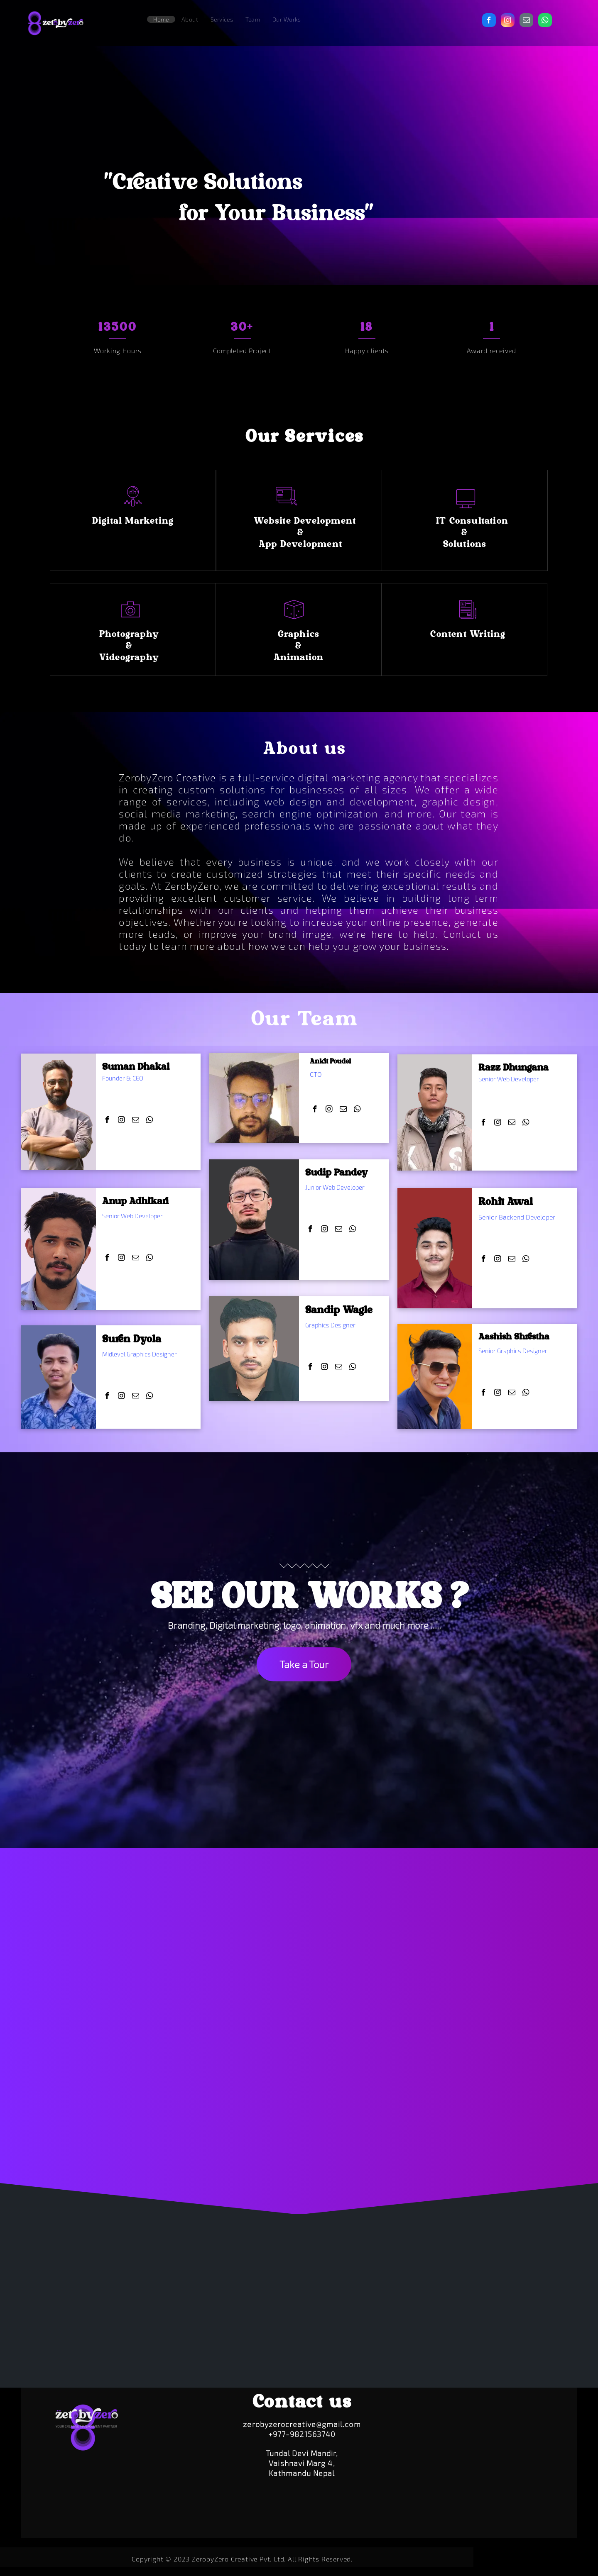 zerobyzero
Home About Services Team Our Works
"Creative Solutions
for Your Business"
13500
Working Hours
30+
Completed Project
18
Happy clients
1
Award received
Our Services
Digital Marketing
Website Development
&
App Development
IT Consultation
&
Solutions
Photography
&
Videography
Graphics
&
Animation
Content Writing
About us
ZerobyZero Creative is a full-service digital marketing agency that specializes
in creating custom solutions for businesses of all sizes. We offer a wide
range of services, including web design and development, graphic design,
social media marketing, search engine optimization, and more. Our team is
made up of experienced professionals who are passionate about what they
do.
We believe that every business is unique, and we work closely with our
clients to create customized strategies that meet their specific needs and
goals. At ZerobyZero, we are committed to delivering exceptional results and
providing excellent customer service. We believe in building long-term
relationships with our clients and helping them achieve their business
objectives. Whether you're looking to increase your online presence, generate
more leads, or improve your brand image, we're here to help. Contact us
today to learn more about how we can help you grow your business.
Our Team
Suman Dhakal
Founder & CEO
Ankit Poudel
CTO
Razz Dhungana
Senior Web Developer
Anup Adhikari
Senior Web Developer
Sudip Pandey
Junior Web Developer
Rohit Awal
Senior Backend Developer
Suren Dyola
Midlevel Graphics Designer
Sandip Wagle
Graphics Designer
Aashish Shrestha
Senior Graphics Designer
SEE OUR WORKS ?
Branding, Digital marketing, logo, animation, vfx and much more ....
Take a Tour
zerobyzero
Contact us
zerobyzerocreative@gmail.com
+977-9821563740
Tundal Devi Mandir,
Vaishnavi Marg 4,
Kathmandu Nepal
Copyright © 2023 ZerobyZero Creative Pvt. Ltd. All Rights Reserved.